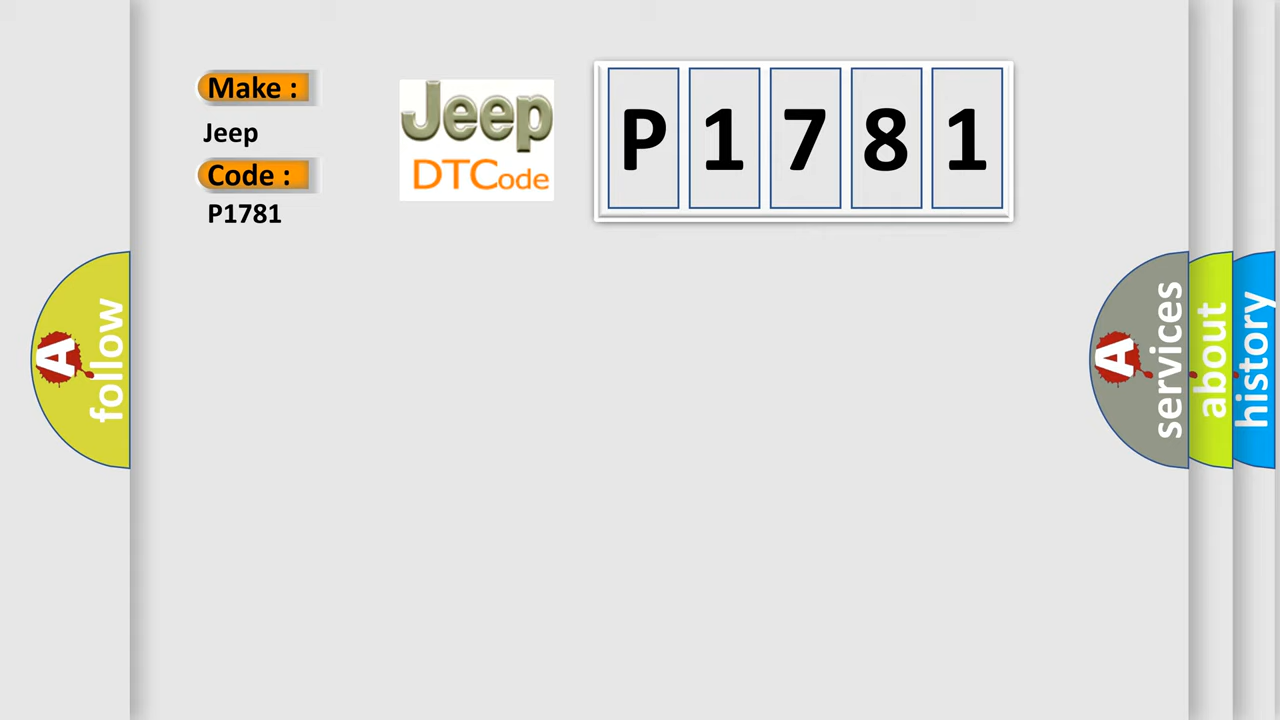 Make :
Jeep
Code :
P1781
Jeep
DTCode
P 1 7 8 1
A follow
A services
about
history